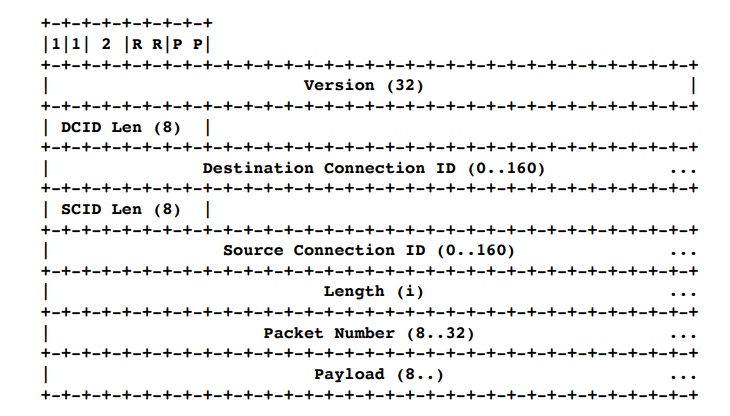 +-+-+-+-+-+-+-+-+
|1|1| 2 |R R|P P|
+-+-+-+-+-+-+-+-+-+-+-+-+-+-+-+-+-+-+-+-+-+-+-+-+-+-+-+-+-+-+-+-+
|                         Version (32)                          |
+-+-+-+-+-+-+-+-+-+-+-+-+-+-+-+-+-+-+-+-+-+-+-+-+-+-+-+-+-+-+-+-+
| DCID Len (8)  |
+-+-+-+-+-+-+-+-+-+-+-+-+-+-+-+-+-+-+-+-+-+-+-+-+-+-+-+-+-+-+-+-+
|               Destination Connection ID (0..160)            ...
+-+-+-+-+-+-+-+-+-+-+-+-+-+-+-+-+-+-+-+-+-+-+-+-+-+-+-+-+-+-+-+-+
| SCID Len (8)  |
+-+-+-+-+-+-+-+-+-+-+-+-+-+-+-+-+-+-+-+-+-+-+-+-+-+-+-+-+-+-+-+-+
|                 Source Connection ID (0..160)               ...
+-+-+-+-+-+-+-+-+-+-+-+-+-+-+-+-+-+-+-+-+-+-+-+-+-+-+-+-+-+-+-+-+
|                           Length (i)                        ...
+-+-+-+-+-+-+-+-+-+-+-+-+-+-+-+-+-+-+-+-+-+-+-+-+-+-+-+-+-+-+-+-+
|                     Packet Number (8..32)                   ...
+-+-+-+-+-+-+-+-+-+-+-+-+-+-+-+-+-+-+-+-+-+-+-+-+-+-+-+-+-+-+-+-+
|                          Payload (8..)                      ...
+-+-+-+-+-+-+-+-+-+-+-+-+-+-+-+-+-+-+-+-+-+-+-+-+-+-+-+-+-+-+-+-+